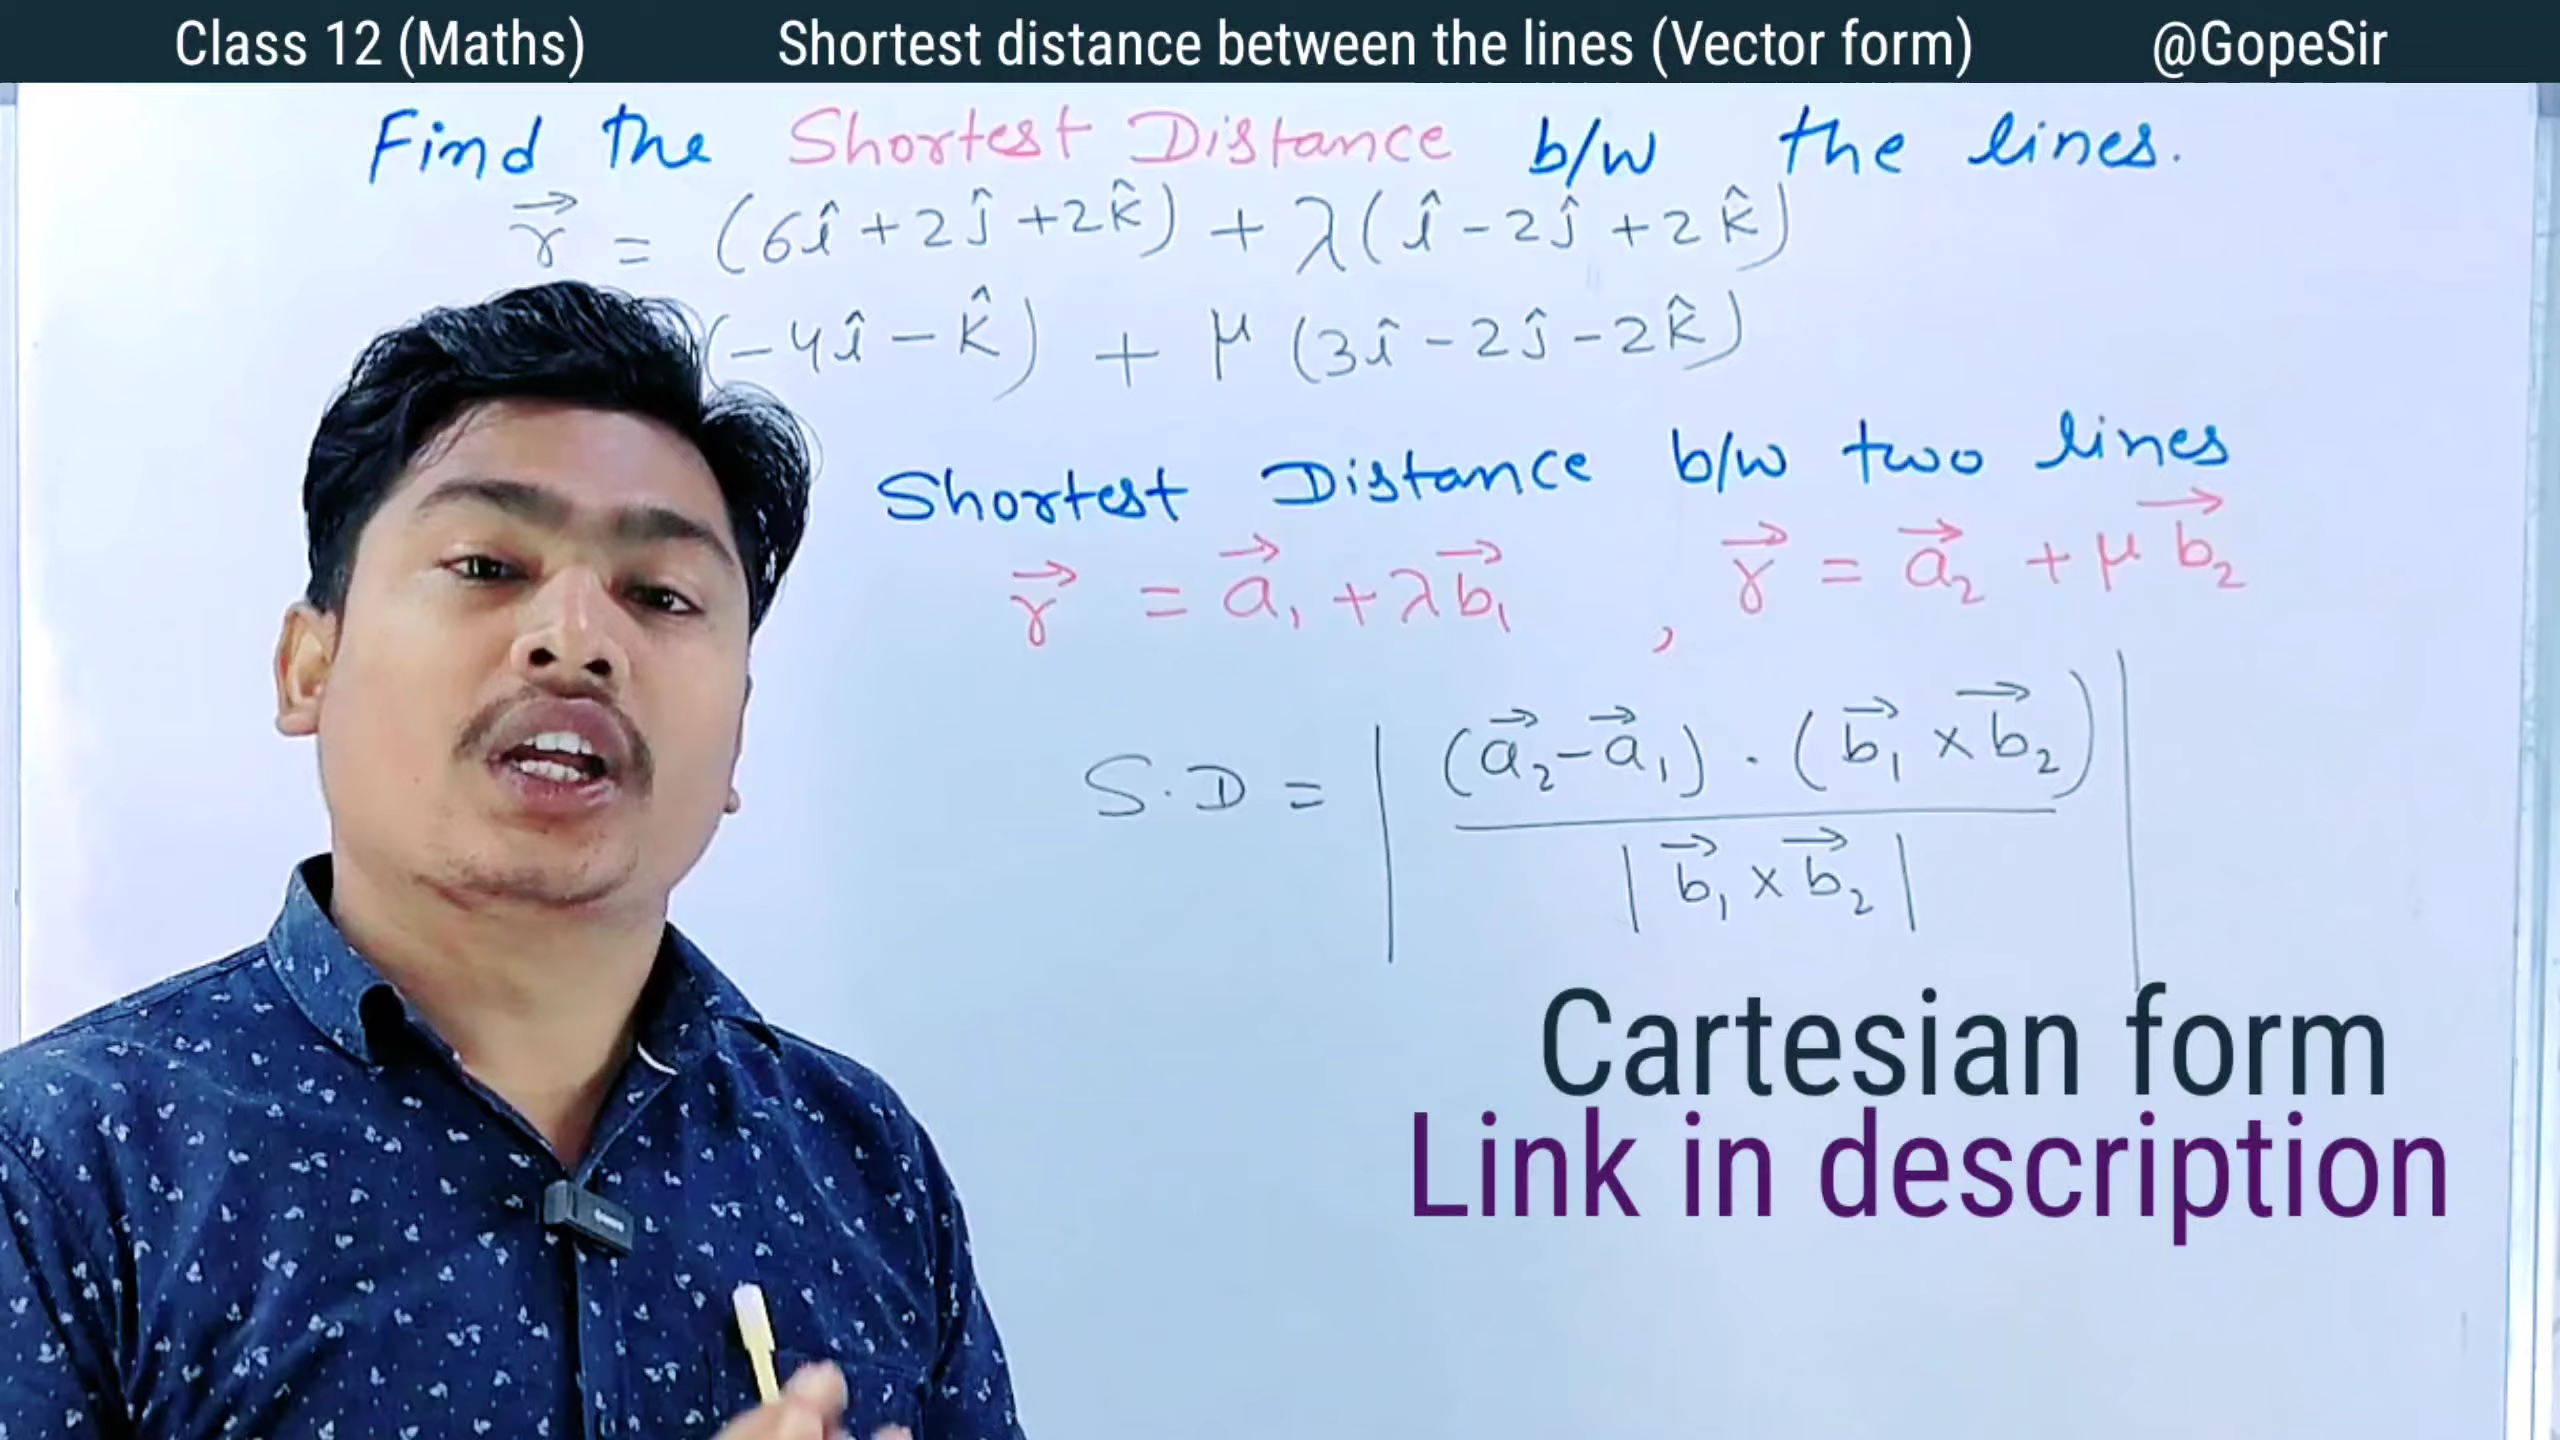 Class 12 (Maths) Shortest distance between the lines (Vector form) @GopeSir
Find the Shortest Distance b/w the lines.
r⃗ = (6î + 2ĵ + 2k̂) + λ(î - 2ĵ + 2k̂)
(-4î - k̂) + μ(3î - 2ĵ - 2k̂)
Shortest Distance b/w two lines
r⃗ = a⃗₁ + λb⃗₁ , r⃗ = a⃗₂ + μb⃗₂
S.D = | (a⃗₂ - a⃗₁) · (b⃗₁ × b⃗₂) / |b⃗₁ × b⃗₂| |
Cartesian form
Link in description